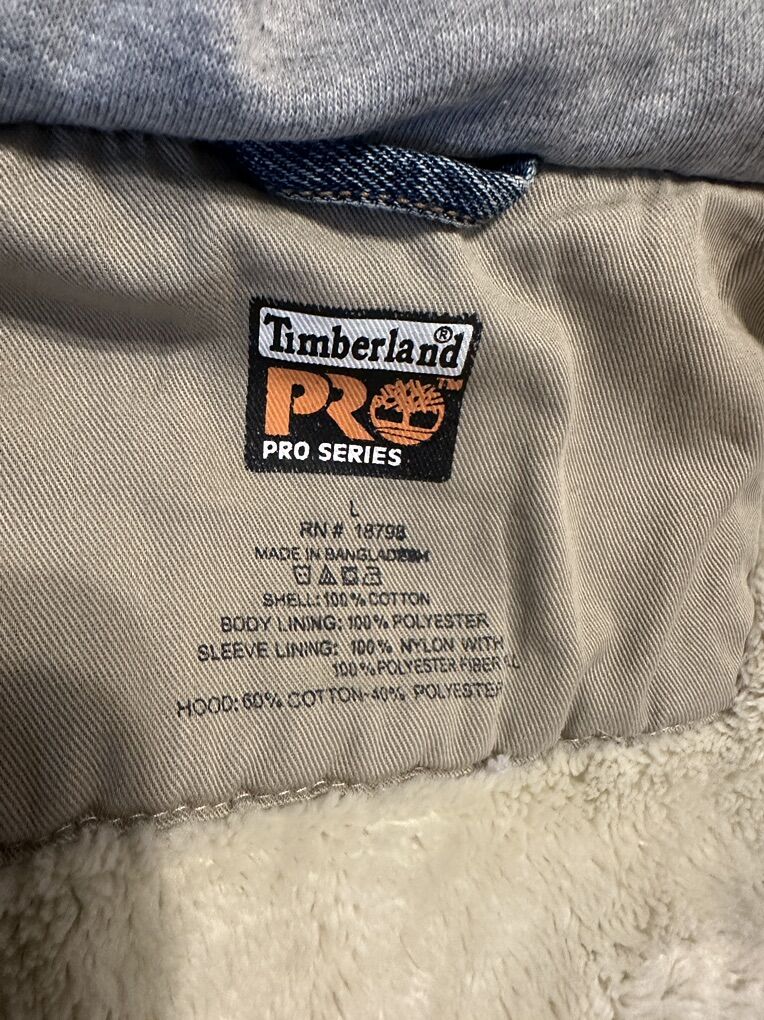 Timberland®
PRO™
PRO SERIES
L
RN # 18798
MADE IN BANGLADESH
SHELL: 100% COTTON
BODY LINING: 100% POLYESTER
SLEEVE LINING: 100% NYLON WITH
100% POLYESTER FIBER
HOOD: 60% COTTON-40% POLYESTER